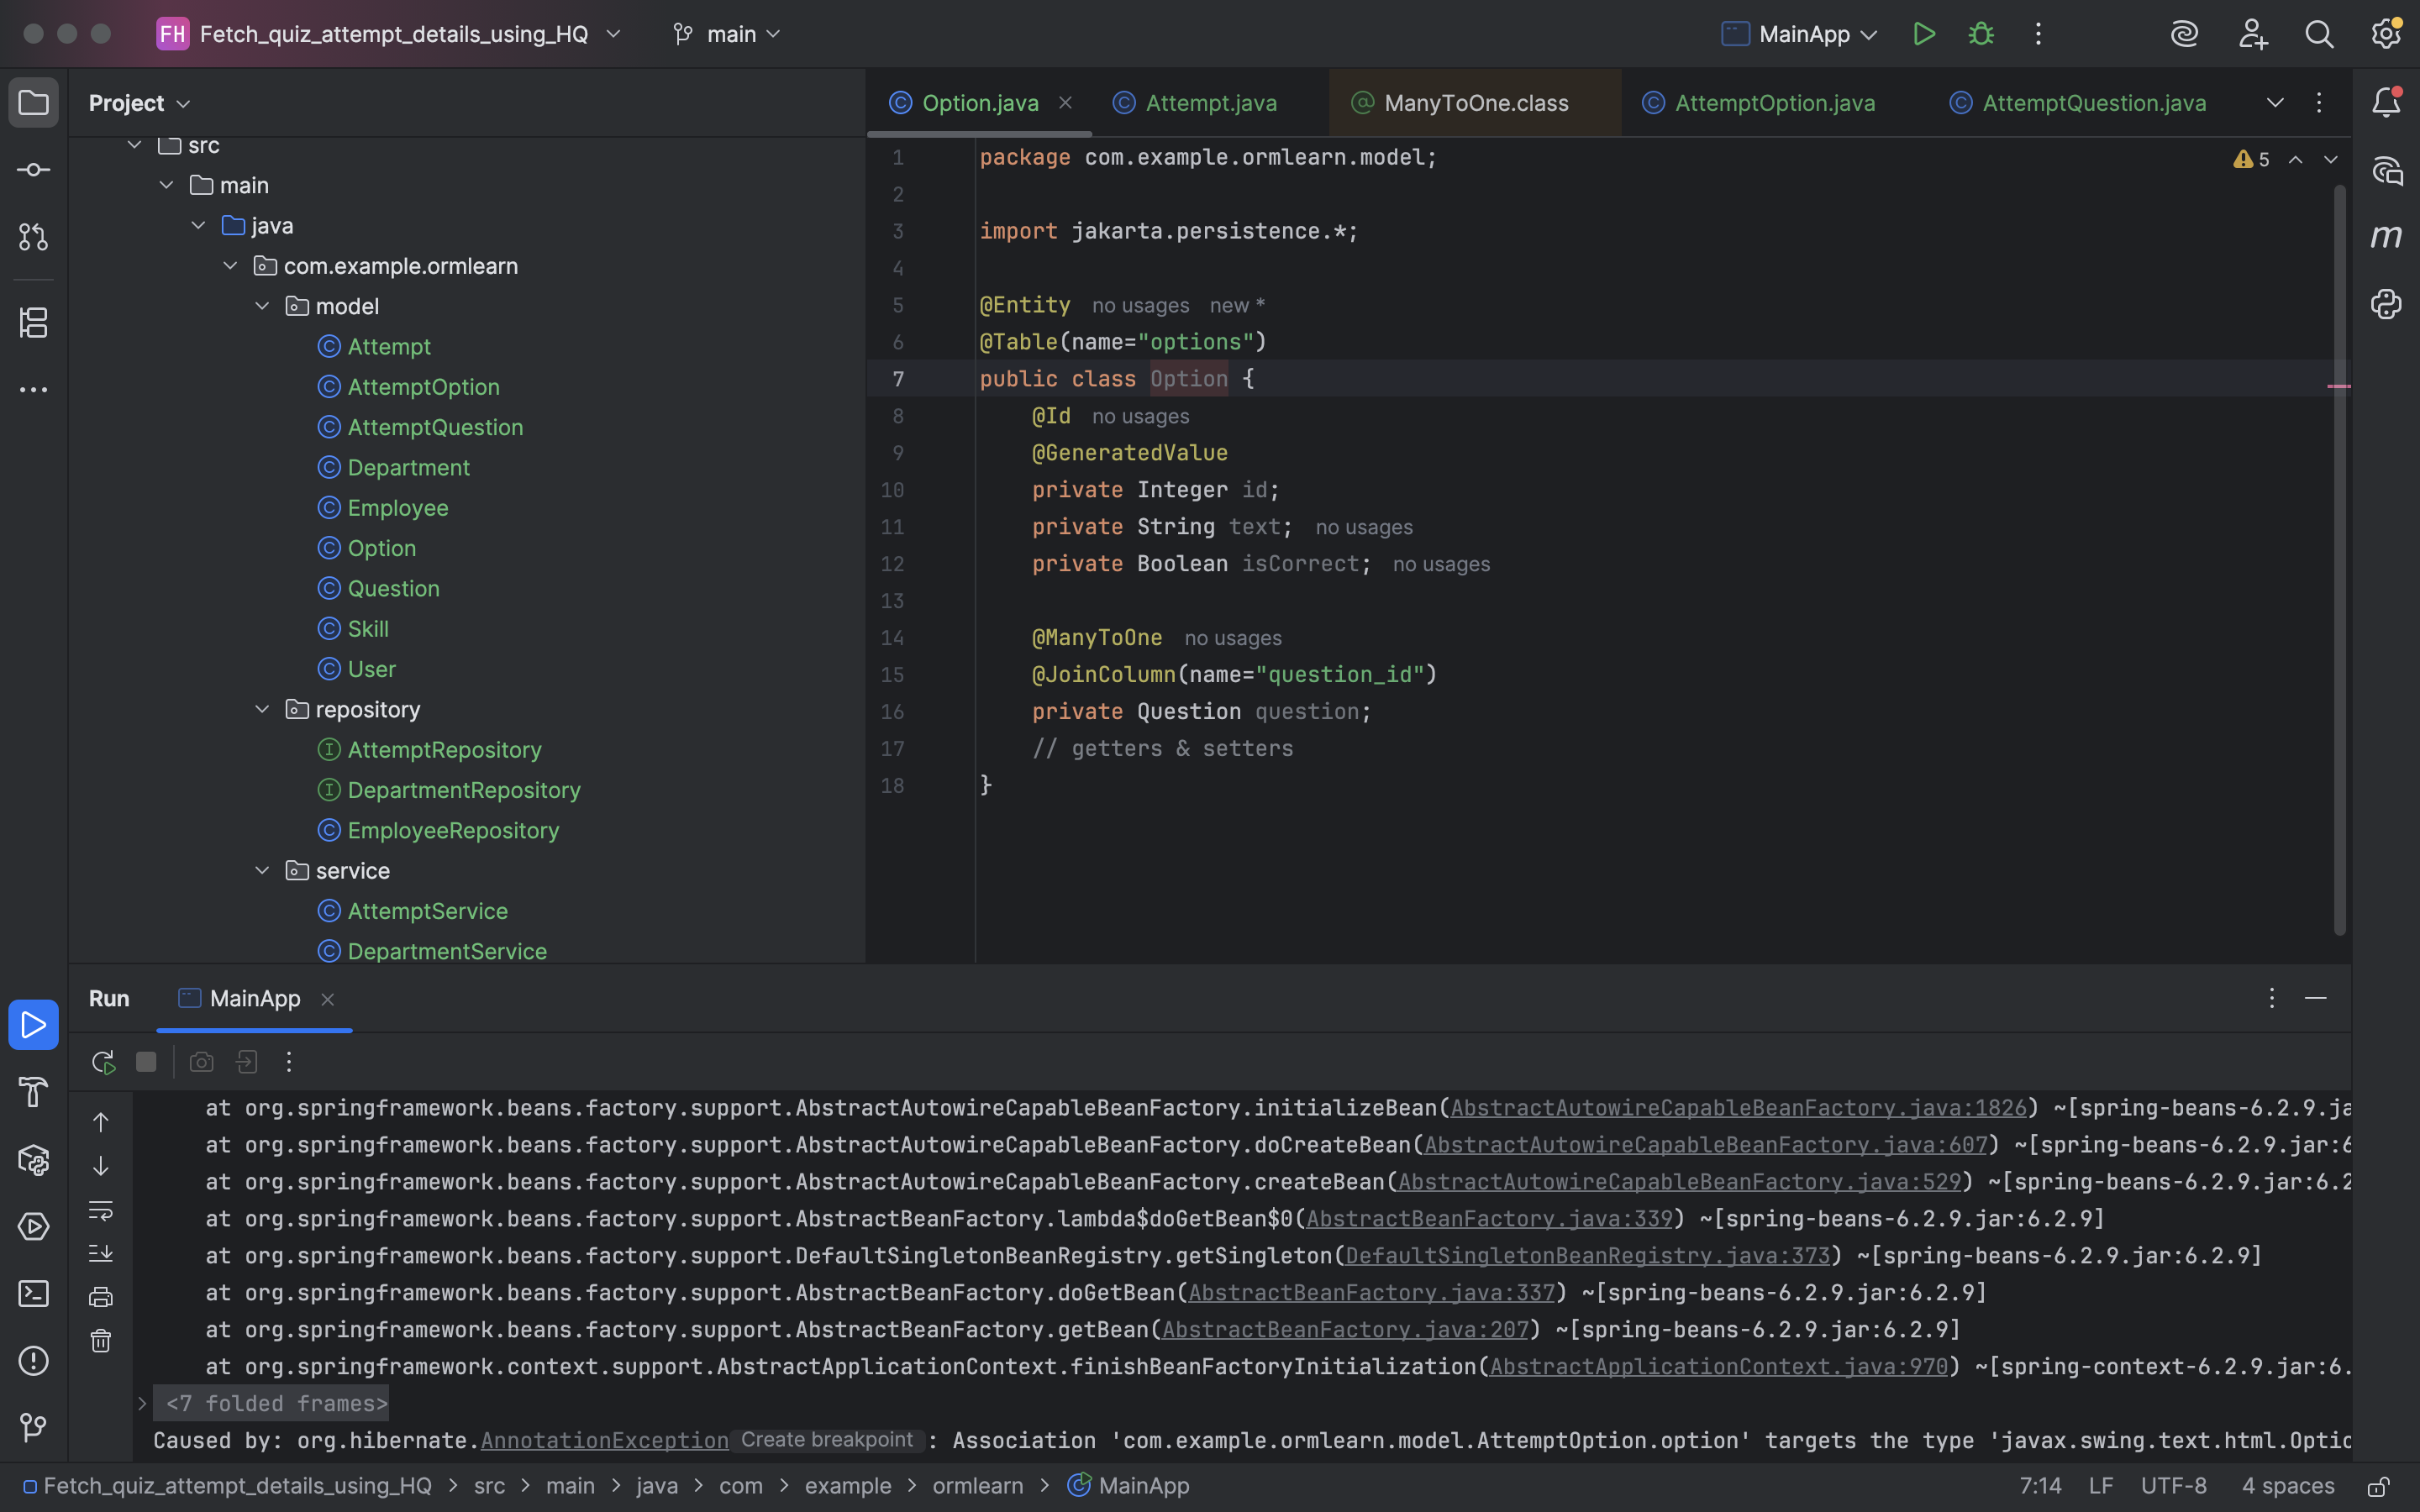 FH Fetch_quiz_attempt_details_using_HQ main MainApp
Project
Option.java Attempt.java ManyToOne.class AttemptOption.java AttemptQuestion.java
src
main
java
com.example.ormlearn
model
Attempt
AttemptOption
AttemptQuestion
Department
Employee
Option
Question
Skill
User
repository
AttemptRepository
DepartmentRepository
EmployeeRepository
service
AttemptService
DepartmentService
5
1 package com.example.ormlearn.model;
2
3 import jakarta.persistence.*;
4
5 @Entity no usages new *
6 @Table(name="options")
7 public class Option {
8 @Id no usages
9 @GeneratedValue
10 private Integer id;
11 private String text; no usages
12 private Boolean isCorrect; no usages
13
14 @ManyToOne no usages
15 @JoinColumn(name="question_id")
16 private Question question;
17 // getters & setters
18 }
Run MainApp
at org.springframework.beans.factory.support.AbstractAutowireCapableBeanFactory.initializeBean(AbstractAutowireCapableBeanFactory.java:1826) ~[spring-beans-6.2.9.ja
at org.springframework.beans.factory.support.AbstractAutowireCapableBeanFactory.doCreateBean(AbstractAutowireCapableBeanFactory.java:607) ~[spring-beans-6.2.9.jar:6
at org.springframework.beans.factory.support.AbstractAutowireCapableBeanFactory.createBean(AbstractAutowireCapableBeanFactory.java:529) ~[spring-beans-6.2.9.jar:6.2
at org.springframework.beans.factory.support.AbstractBeanFactory.lambda$doGetBean$0(AbstractBeanFactory.java:339) ~[spring-beans-6.2.9.jar:6.2.9]
at org.springframework.beans.factory.support.DefaultSingletonBeanRegistry.getSingleton(DefaultSingletonBeanRegistry.java:373) ~[spring-beans-6.2.9.jar:6.2.9]
at org.springframework.beans.factory.support.AbstractBeanFactory.doGetBean(AbstractBeanFactory.java:337) ~[spring-beans-6.2.9.jar:6.2.9]
at org.springframework.beans.factory.support.AbstractBeanFactory.getBean(AbstractBeanFactory.java:207) ~[spring-beans-6.2.9.jar:6.2.9]
at org.springframework.context.support.AbstractApplicationContext.finishBeanFactoryInitialization(AbstractApplicationContext.java:970) ~[spring-context-6.2.9.jar:6.
<7 folded frames>
Caused by: org.hibernate.AnnotationException Create breakpoint : Association 'com.example.ormlearn.model.AttemptOption.option' targets the type 'javax.swing.text.html.Optio
Fetch_quiz_attempt_details_using_HQ > src > main > java > com > example > ormlearn > MainApp 7:14 LF UTF-8 4 spaces